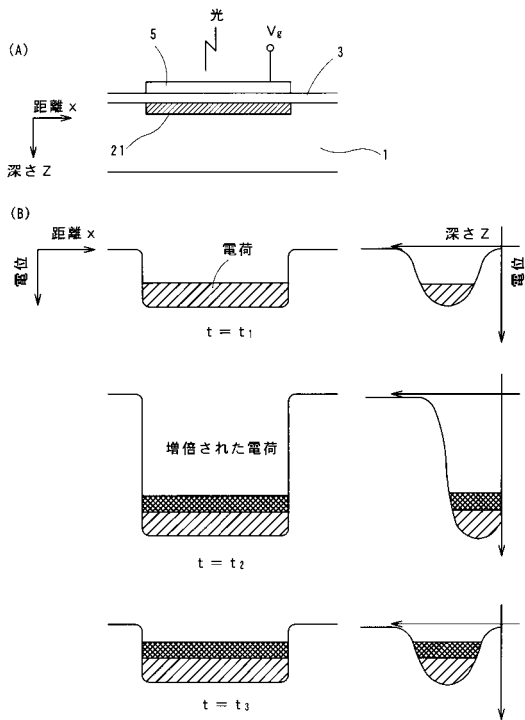 (A)
光
5
Vg
3
距離 x
深さ Z
21
1
(B)
距離 x
電位
電荷
t = t1
深さ Z
電位
増倍された電荷
t = t2
t = t3